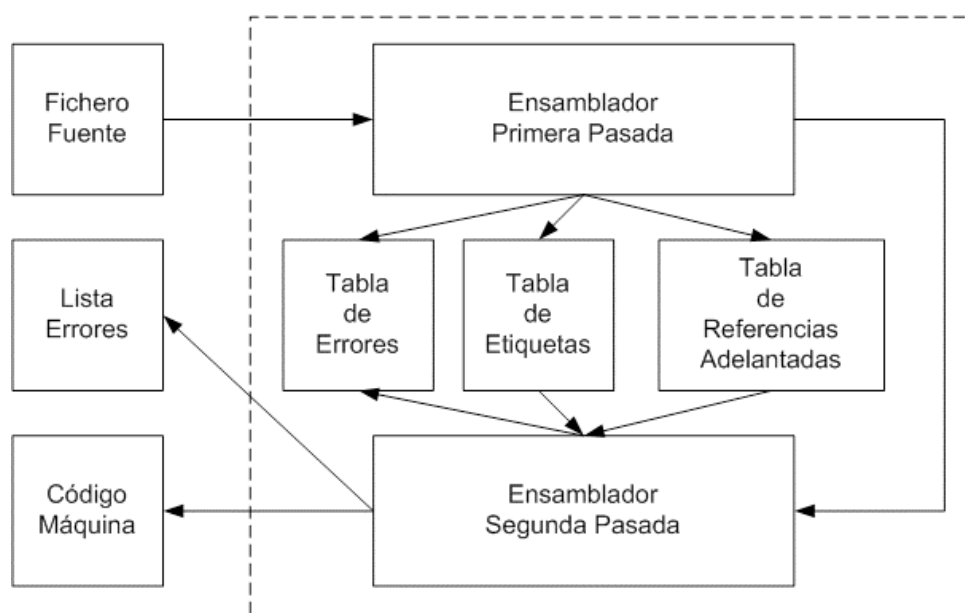 Fichero
Fuente
Ensamblador
Primera Pasada
Lista
Errores
Tabla
de
Errores
Tabla
de
Etiquetas
Tabla
de
Referencias
Adelantadas
Código
Máquina
Ensamblador
Segunda Pasada